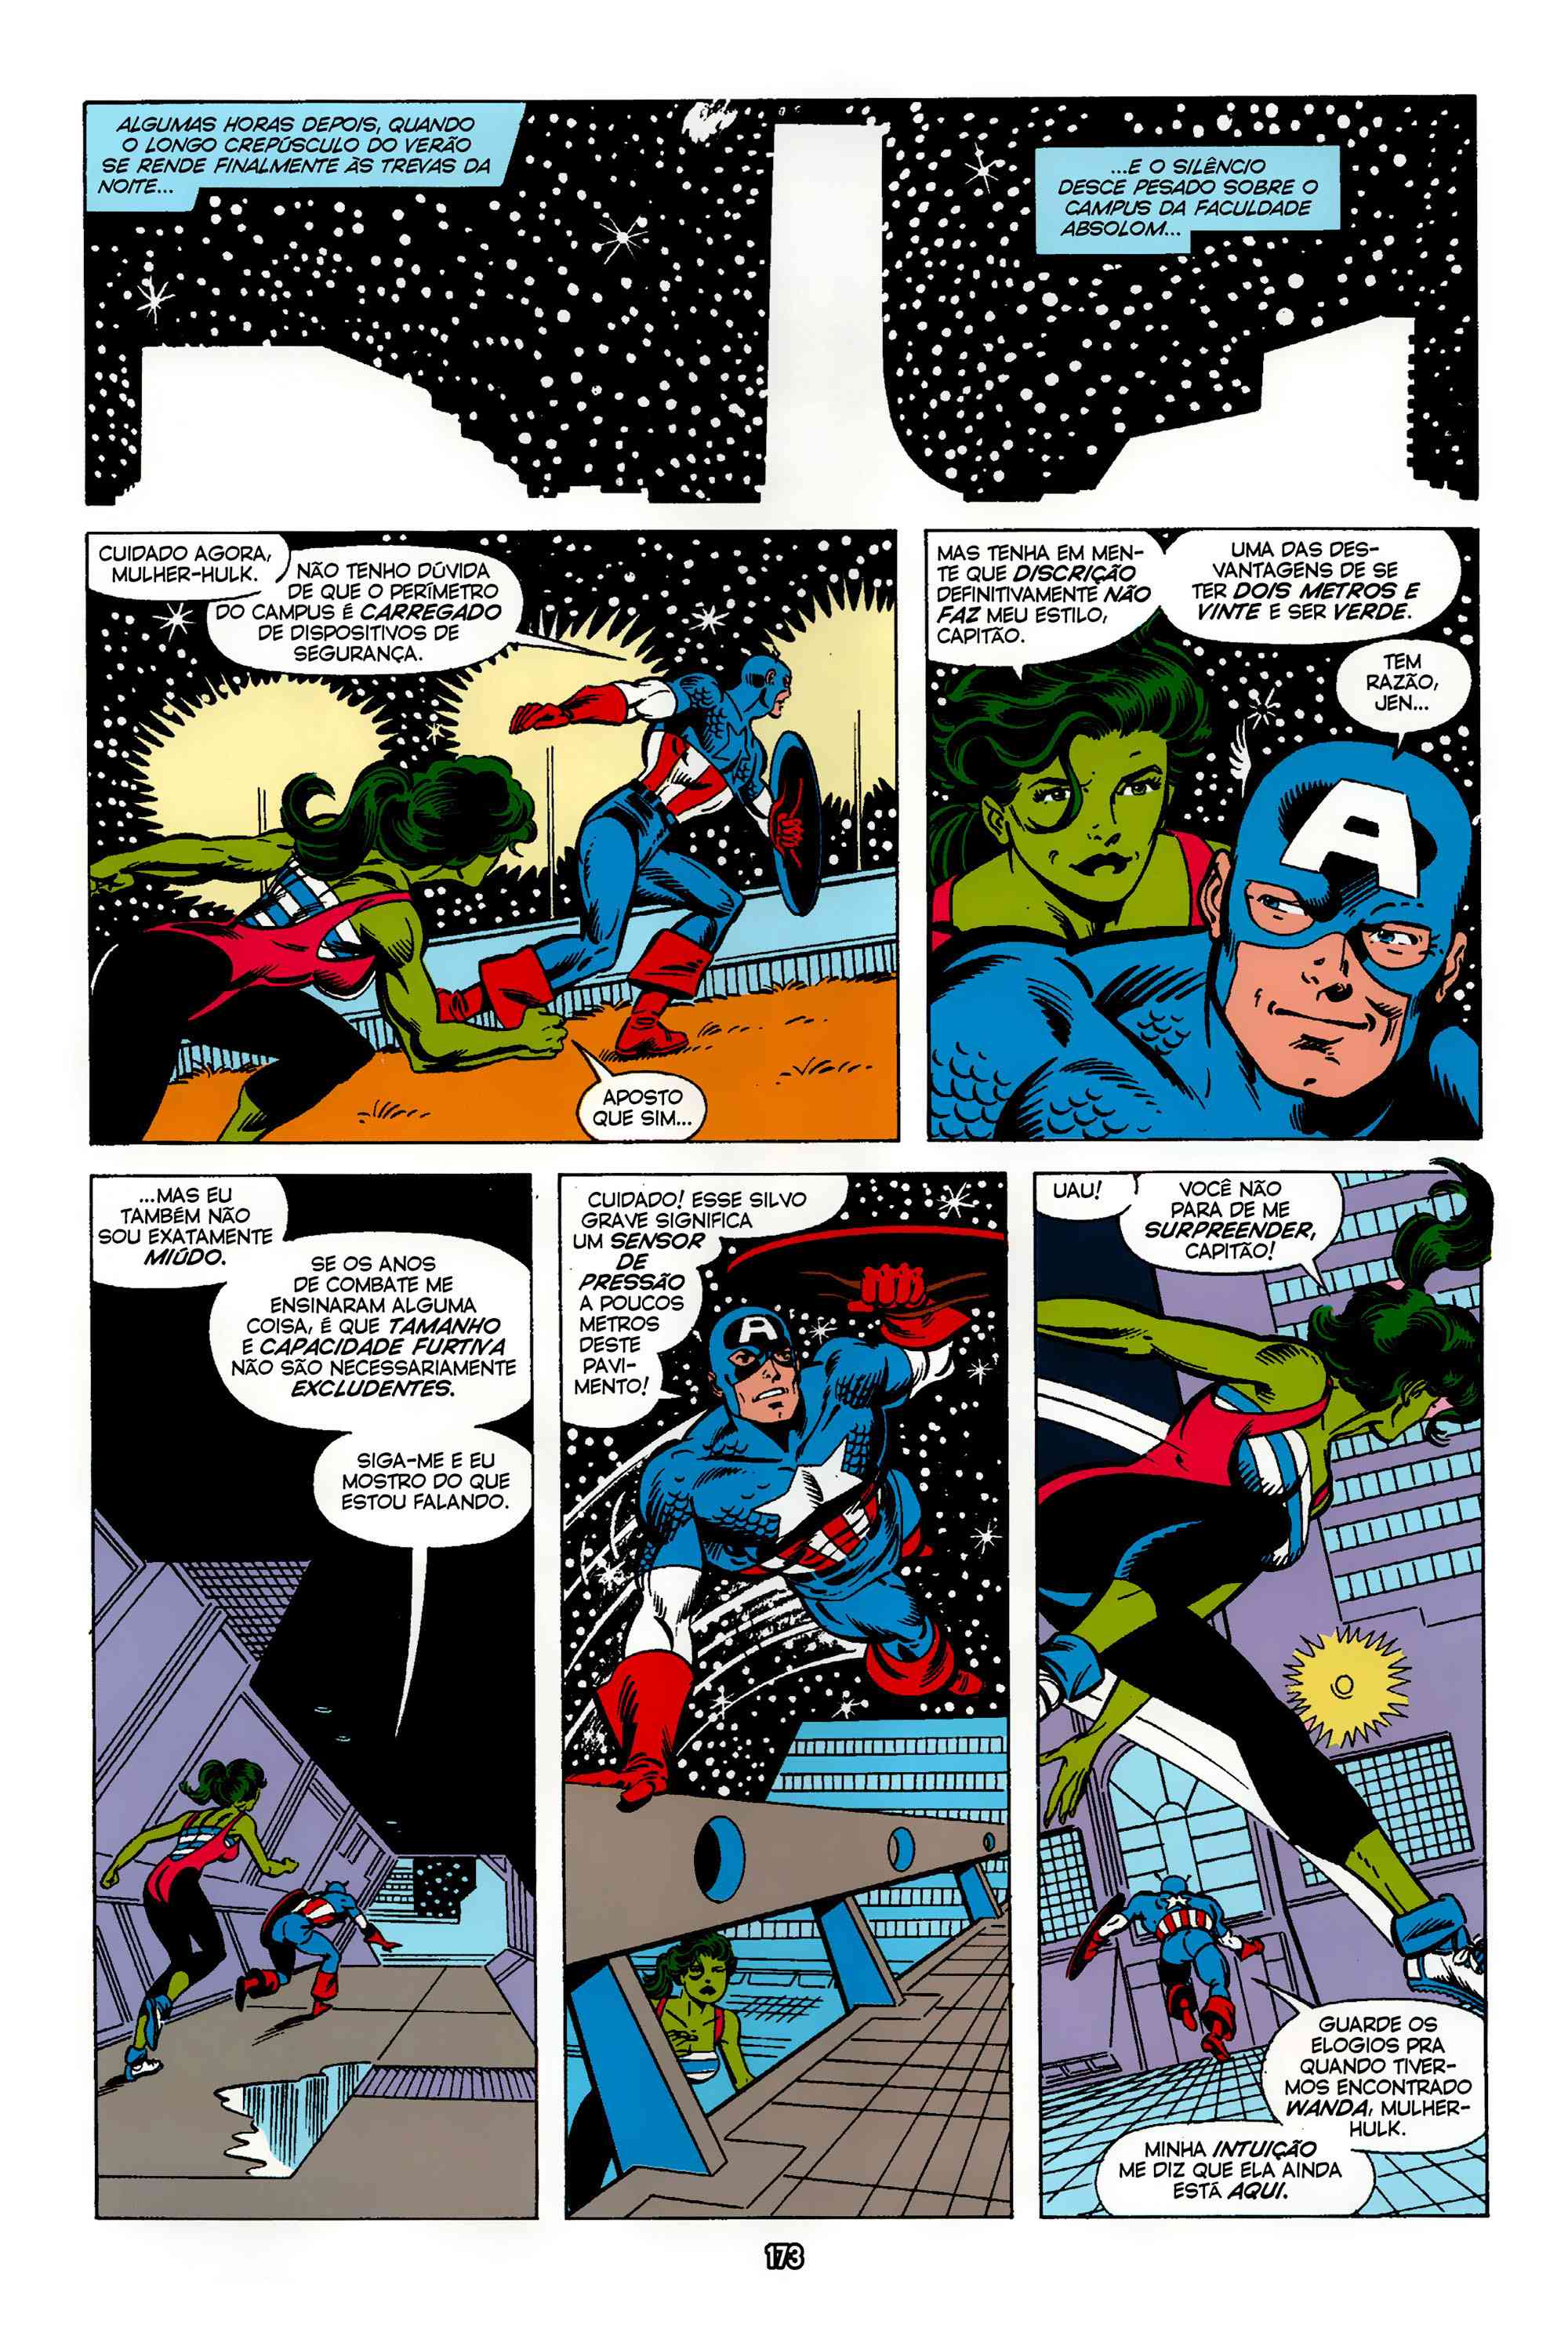 ALGUMAS HORAS DEPOIS, QUANDO
O LONGO CREPÚSCULO DO VERÃO
SE RENDE FINALMENTE ÀS TREVAS DA
NOITE...
...E O SILÊNCIO
DESCE PESADO SOBRE O
CAMPUS DA FACULDADE
ABSOLOM...
CUIDADO AGORA,
MULHER-HULK.
NÃO TENHO DÚVIDA
DE QUE O PERÍMETRO
DO CAMPUS É CARREGADO
DE DISPOSITIVOS DE
SEGURANÇA.
APOSTO
QUE SIM...
MAS TENHA EM MEN-
TE QUE DISCRIÇÃO
DEFINITIVAMENTE NÃO
FAZ MEU ESTILO,
CAPITÃO.
UMA DAS DES-
VANTAGENS DE SE
TER DOIS METROS E
VINTE E SER VERDE.
TEM
RAZÃO,
JEN...
A
...MAS EU
TAMBÉM NÃO
SOU EXATAMENTE
MIÚDO.
SE OS ANOS
DE COMBATE ME
ENSINARAM ALGUMA
COISA, É QUE TAMANHO
E CAPACIDADE FURTIVA
NÃO SÃO NECESSARIAMENTE
EXCLUDENTES.
SIGA-ME E EU
MOSTRO DO QUE
ESTOU FALANDO.
CUIDADO! ESSE SILVO
GRAVE SIGNIFICA
UM SENSOR
DE
PRESSÃO
A POUCOS
METROS
DESTE
PAVI-
MENTO!
A
UAU!
VOCÊ NÃO
PARA DE ME
SURPREENDER,
CAPITÃO!
GUARDE OS
ELOGIOS PRA
QUANDO TIVER-
MOS ENCONTRADO
WANDA, MULHER-
HULK.
MINHA INTUIÇÃO
ME DIZ QUE ELA AINDA
ESTÁ AQUI.
173